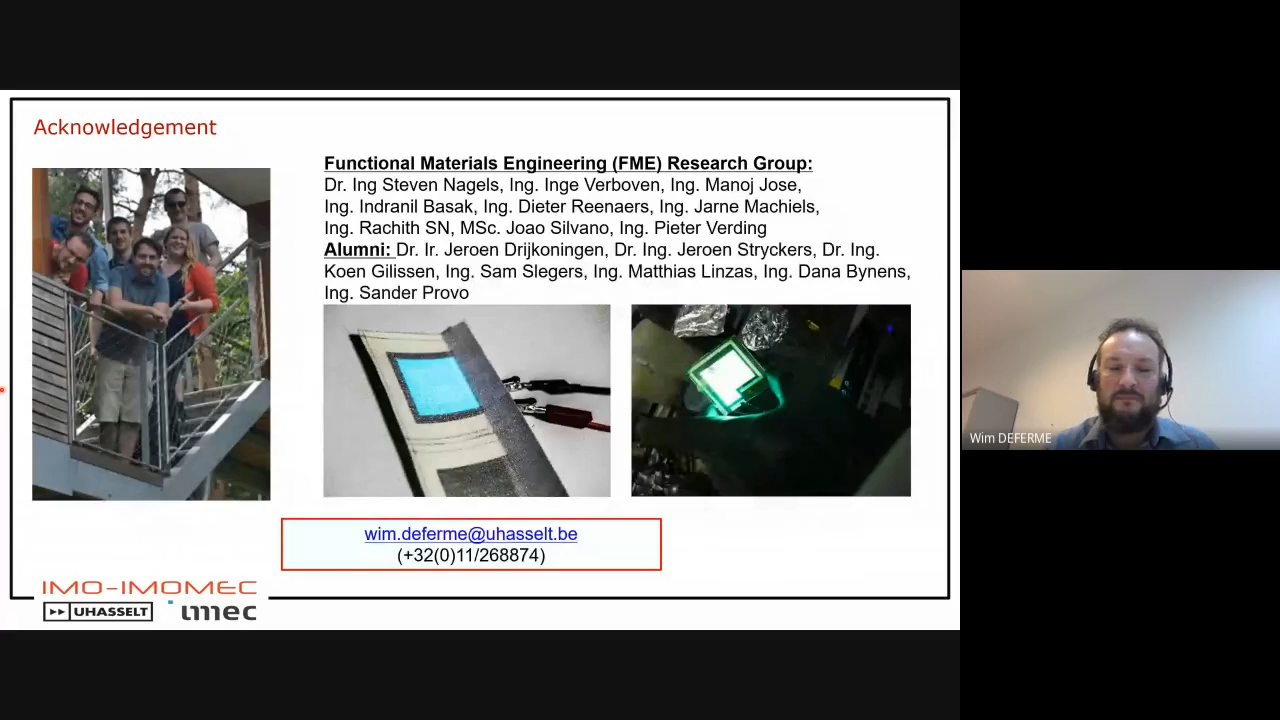 Acknowledgement
Functional Materials Engineering (FME) Research Group:
Dr. Ing Steven Nagels, Ing. Inge Verboven, Ing. Manoj Jose,
Ing. Indranil Basak, Ing. Dieter Reenaers, Ing. Jarne Machiels,
Ing. Rachith SN, MSc. Joao Silvano, Ing. Pieter Verding
Alumni: Dr. Ir. Jeroen Drijkoningen, Dr. Ing. Jeroen Stryckers, Dr. Ing.
Koen Gilissen, Ing. Sam Slegers, Ing. Matthias Linzas, Ing. Dana Bynens,
Ing. Sander Provo
wim.deferme@uhasselt.be
(+32(0)11/268874)
IMO-IMOMEC
UHASSELT imec
Wim DEFERME